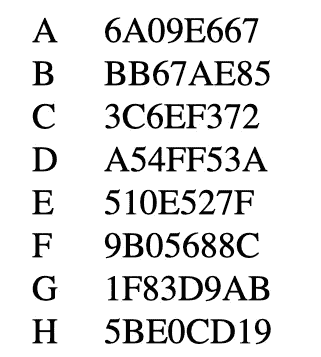 A 6A09E667
B BB67AE85
C 3C6EF372
D A54FF53A
E 510E527F
F 9B05688C
G 1F83D9AB
H 5BE0CD19